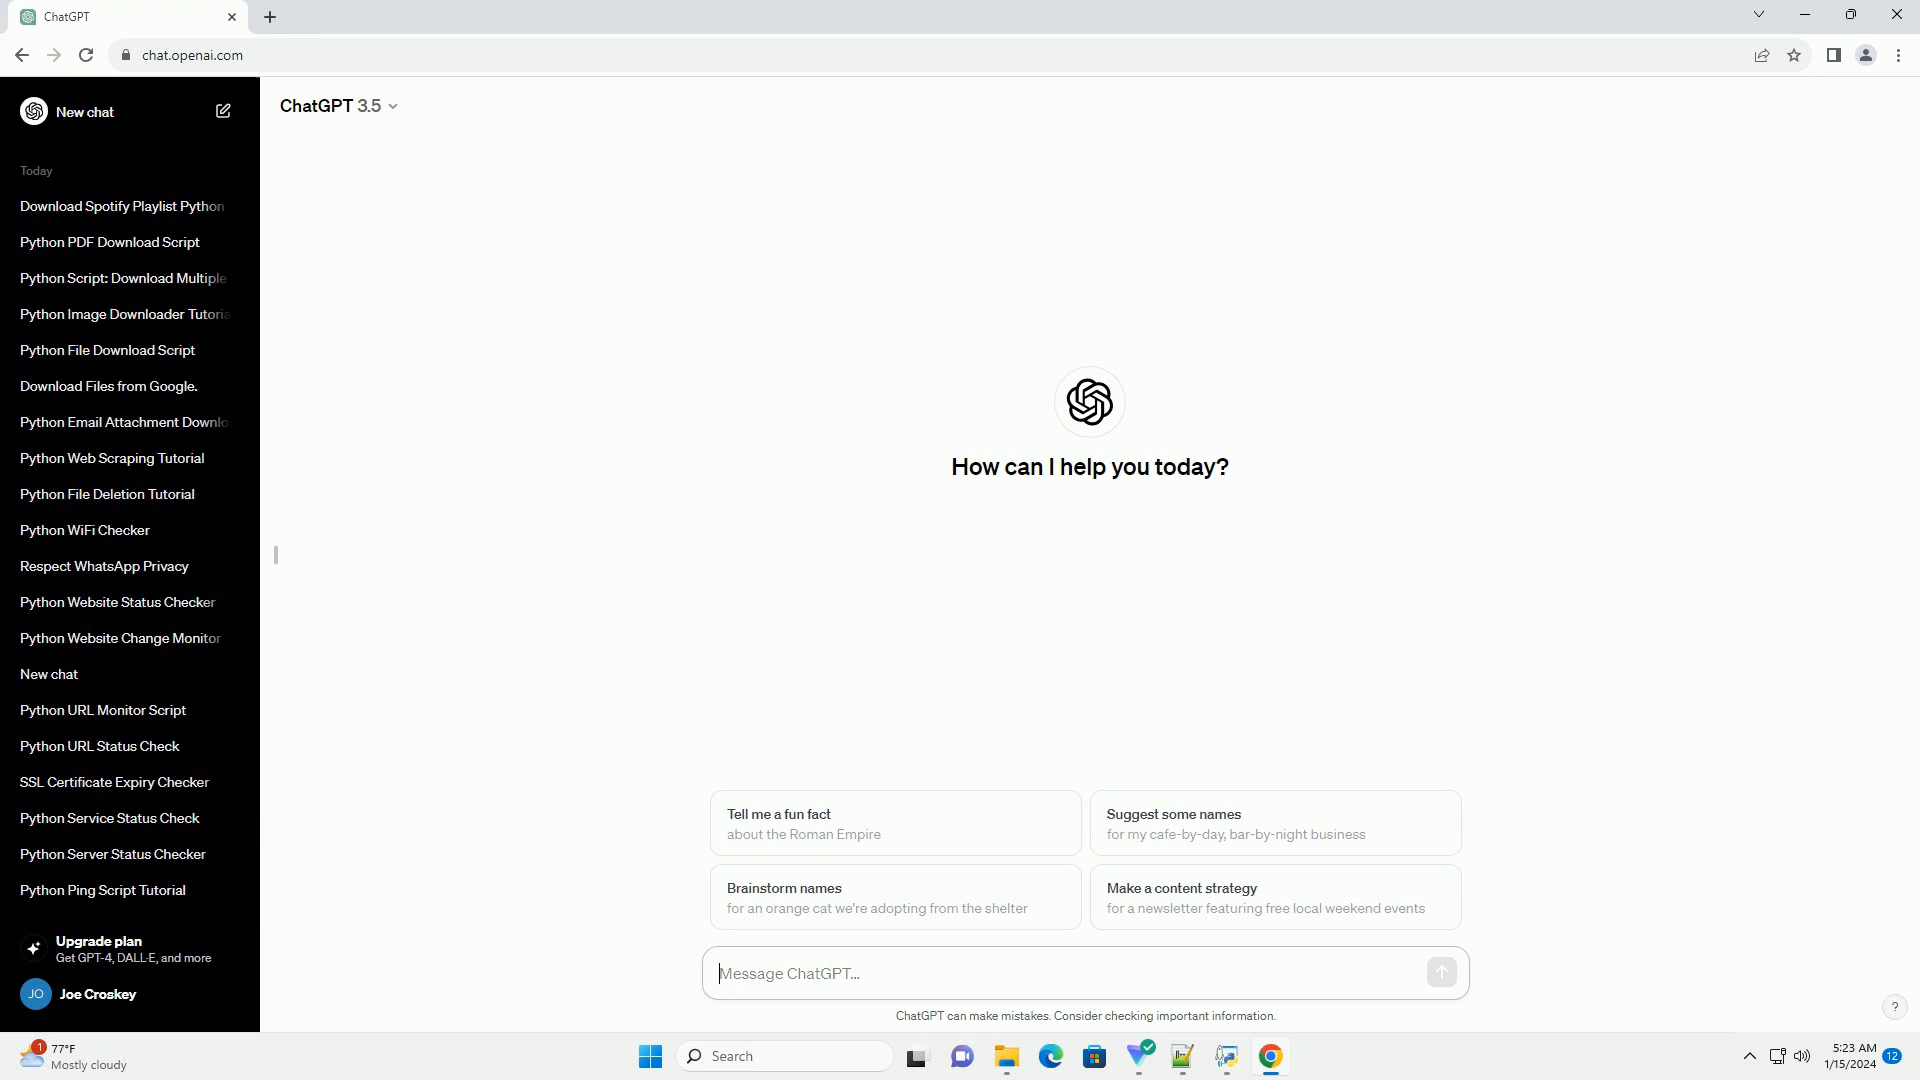 ChatGPT
chat.openai.com
New chat
ChatGPT 3.5
Today
Download Spotify Playlist Python
Python PDF Download Script
Python Script: Download Multiple
Python Image Downloader Tutoria
Python File Download Script
Download Files from Google.
Python Email Attachment Downlo
Python Web Scraping Tutorial
Python File Deletion Tutorial
Python WiFi Checker
Respect WhatsApp Privacy
Python Website Status Checker
Python Website Change Monitor
New chat
Python URL Monitor Script
Python URL Status Check
SSL Certificate Expiry Checker
Python Service Status Check
Python Server Status Checker
Python Ping Script Tutorial
Upgrade plan
Get GPT-4, DALL·E, and more
JO
Joe Croskey
How can I help you today?
Tell me a fun fact
about the Roman Empire
Suggest some names
for my cafe-by-day, bar-by-night business
Brainstorm names
for an orange cat we're adopting from the shelter
Make a content strategy
for a newsletter featuring free local weekend events
Message ChatGPT...
ChatGPT can make mistakes. Consider checking important information.
?
1
77°F
Mostly cloudy
Search
5:23 AM
1/15/2024
12